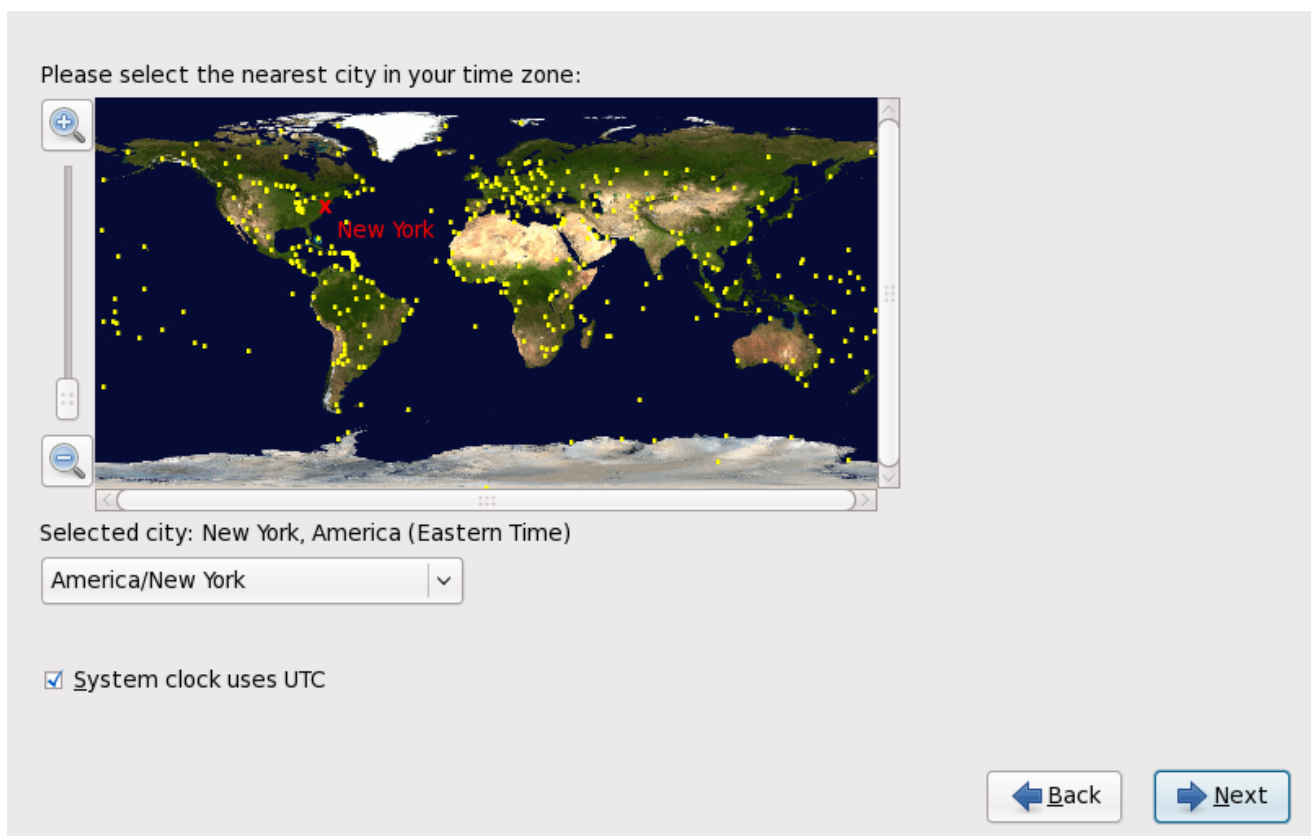 Please select the nearest city in your time zone:
New York
Selected city: New York, America (Eastern Time)
America/New York
System clock uses UTC
Back
Next